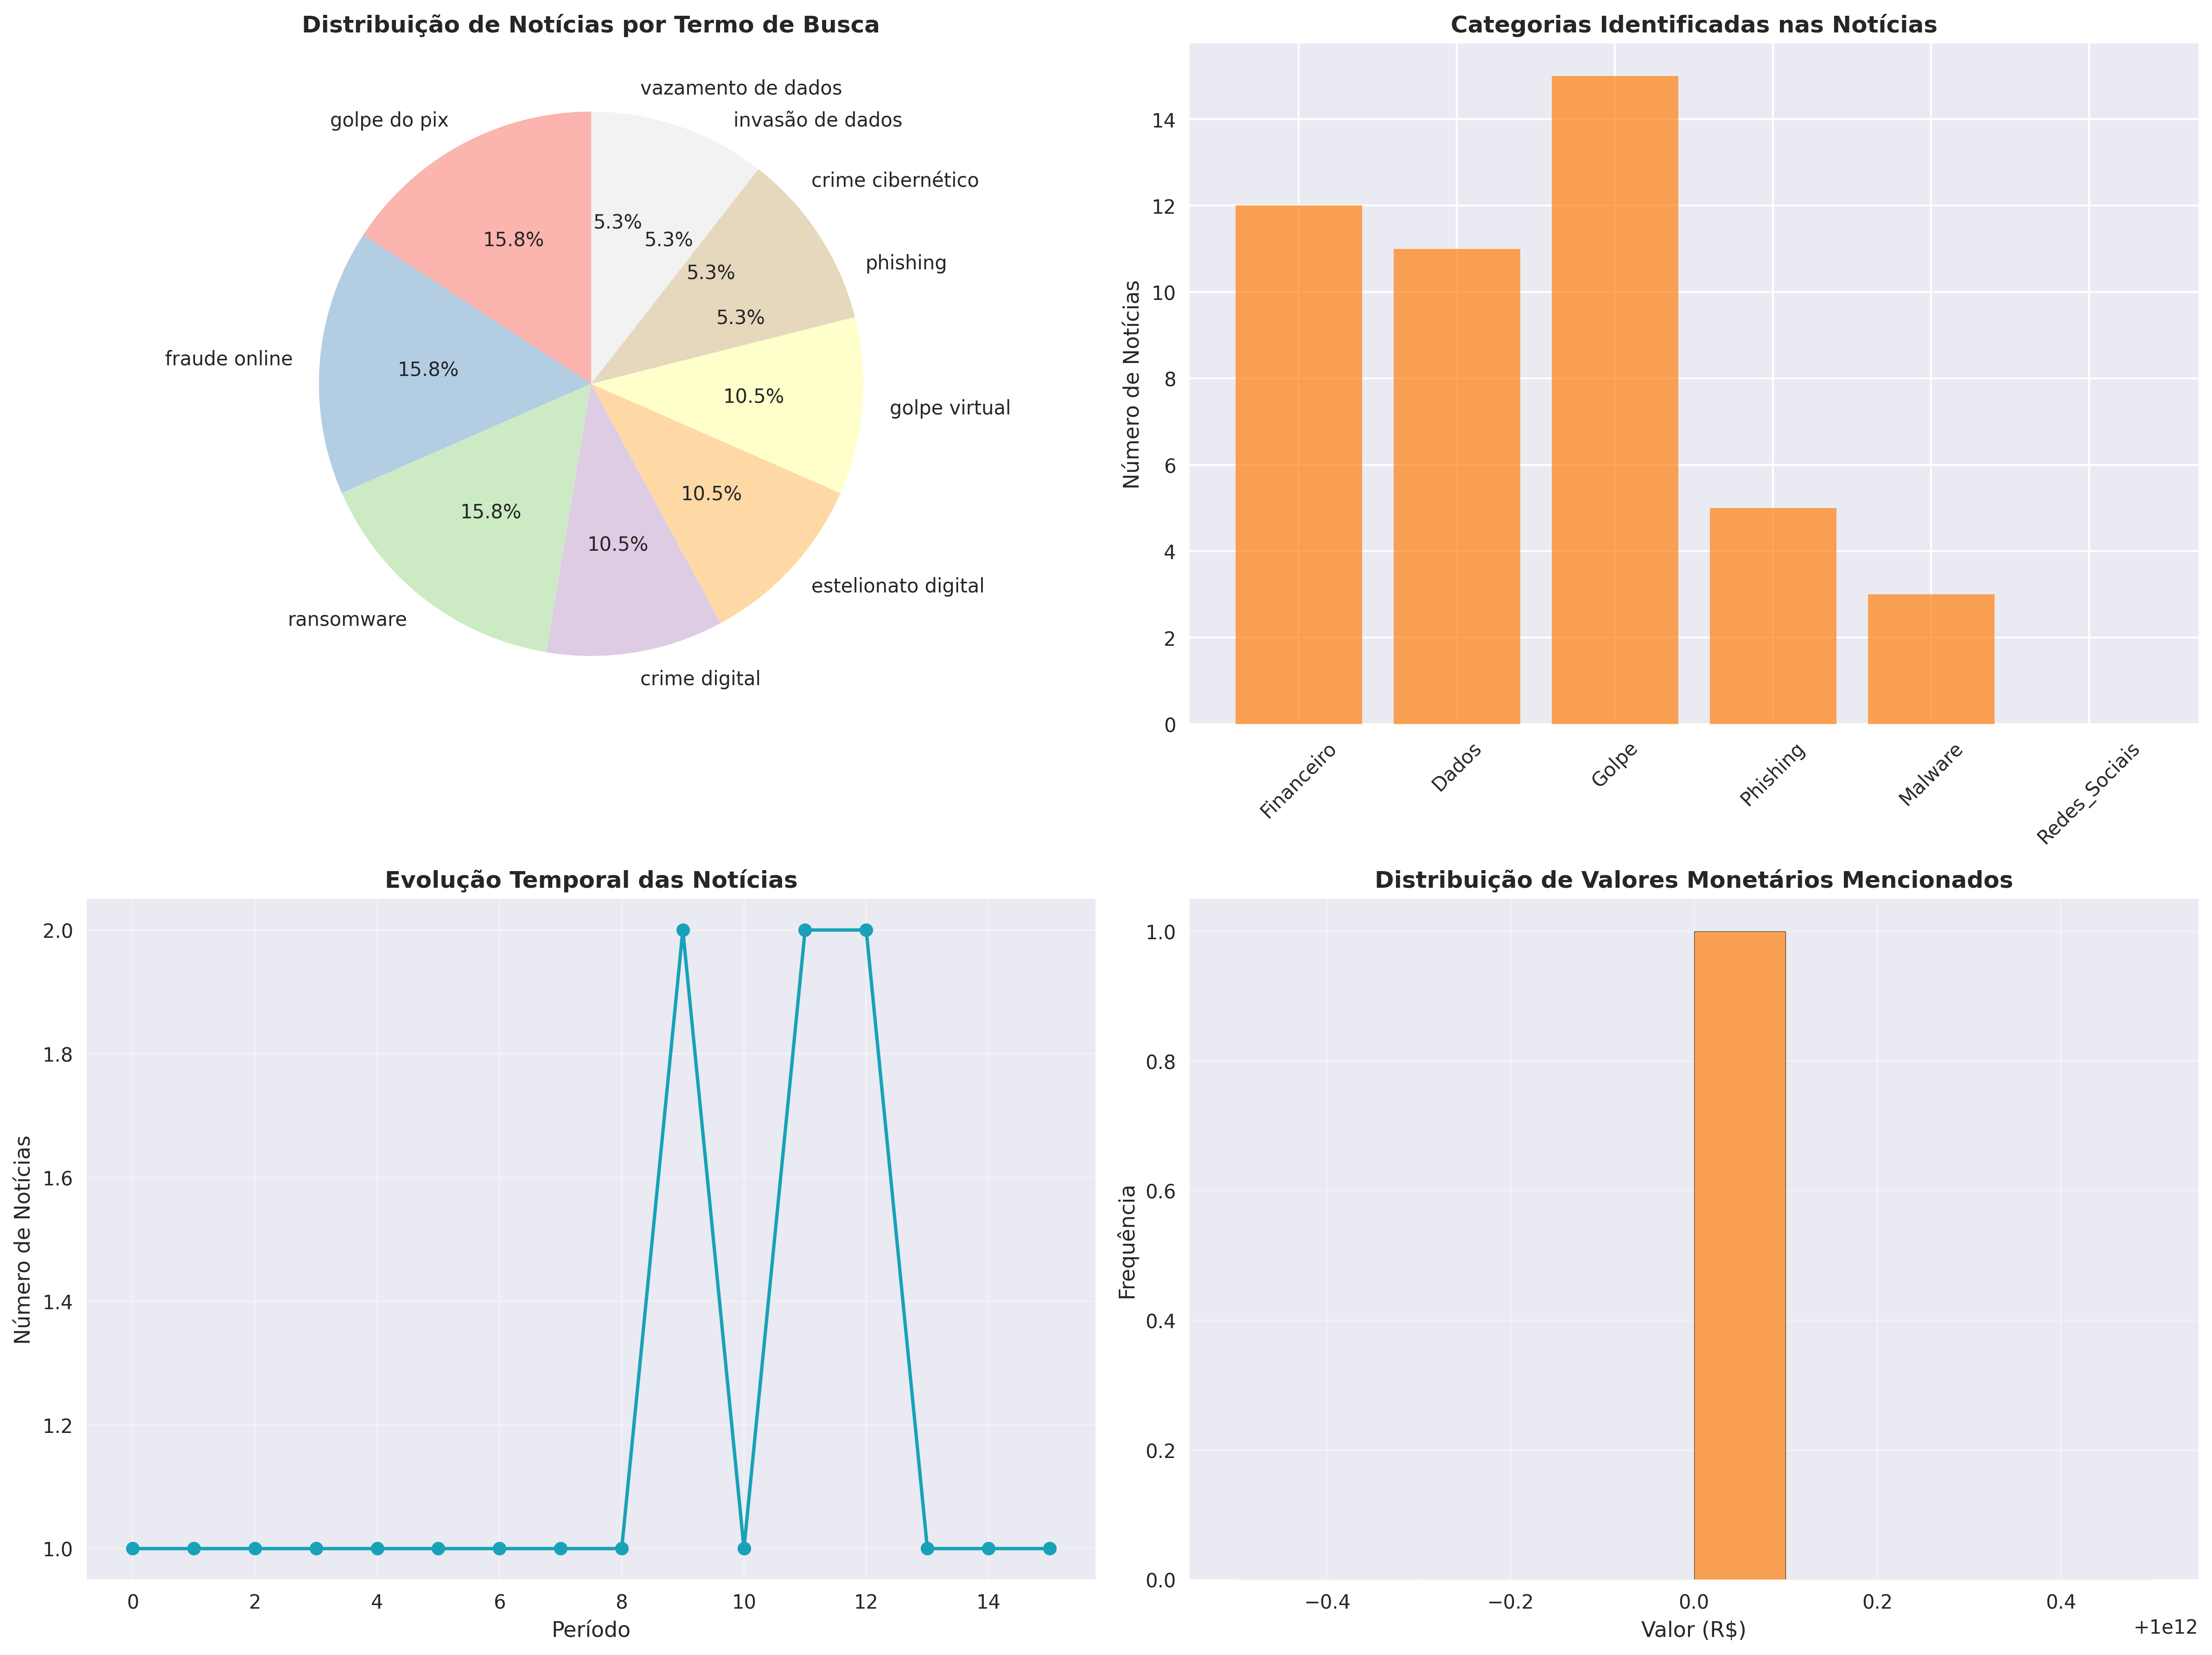 Distribuição de Notícias por Termo de Busca
vazamento de dados
invasão de dados
golpe do pix
crime cibernético
phishing
fraude online
golpe virtual
estelionato digital
ransomware
crime digital
5.3%
5.3%
15.8%
5.3%
5.3%
15.8%
10.5%
10.5%
15.8%
10.5%
Categorias Identificadas nas Notícias
Número de Notícias
14
12
10
8
6
4
2
0
Financeiro
Dados
Golpe
Phishing
Malware
Redes_Sociais
Evolução Temporal das Notícias
Número de Notícias
2.0
1.8
1.6
1.4
1.2
1.0
0 2 4 6 8 10 12 14
Período
Distribuição de Valores Monetários Mencionados
Frequência
1.0
0.8
0.6
0.4
0.2
0.0
−0.4 −0.2 0.0 0.2 0.4
+1e12
Valor (R$)